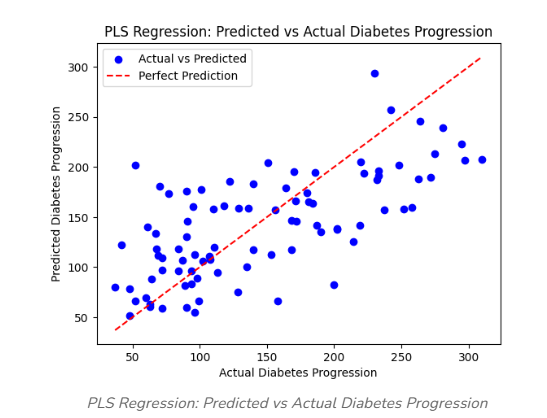 PLS Regression: Predicted vs Actual Diabetes Progression
Actual vs Predicted
Perfect Prediction
Predicted Diabetes Progression
300
250
200
150
100
50
50 100 150 200 250 300
Actual Diabetes Progression
PLS Regression: Predicted vs Actual Diabetes Progression